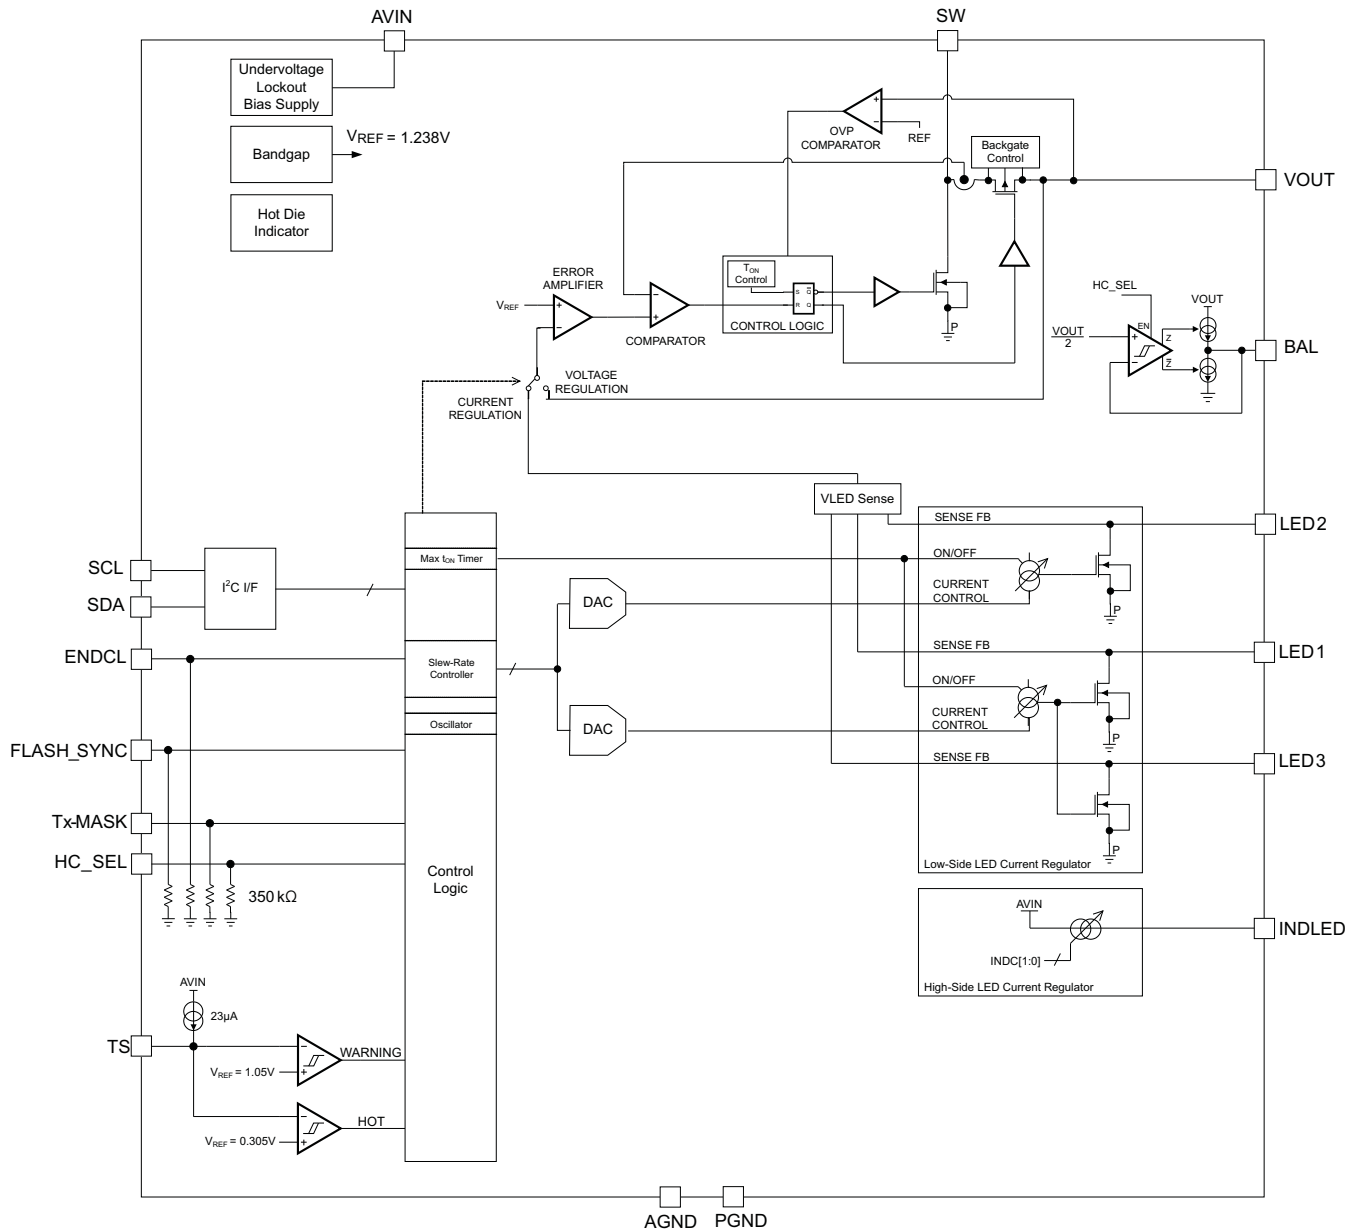 AVIN
SW
Undervoltage
Lockout
Bias Supply
Bandgap
VREF = 1.238V
Hot Die
Indicator
OVP
COMPARATOR
+
−
REF
Backgate
Control
VOUT
TON
Control
S
R
Q̅
Q
CONTROL LOGIC
P
ERROR
AMPLIFIER
VREF
+
−
−
+
COMPARATOR
VOLTAGE
REGULATION
CURRENT
REGULATION
HC_SEL
EN
VOUT
VOUT
2
+
−
Z
Z̅
BAL
VLED Sense
SENSE FB
LED2
ON/OFF
CURRENT
CONTROL
P
SENSE FB
LED1
ON/OFF
CURRENT
CONTROL
P
SENSE FB
LED3
P
Low-Side LED Current Regulator
SCL
SDA
I²C I/F
Max tON Timer
DAC
ENDCL
Slew-Rate
Controller
Oscillator
DAC
FLASH_SYNC
Tx-MASK
HC_SEL
350 kΩ
Control
Logic
AVIN
INDC[1:0]
INDLED
High-Side LED Current Regulator
AVIN
23µA
TS
−
+
VREF = 1.05V
WARNING
−
+
VREF = 0.305V
HOT
AGND
PGND